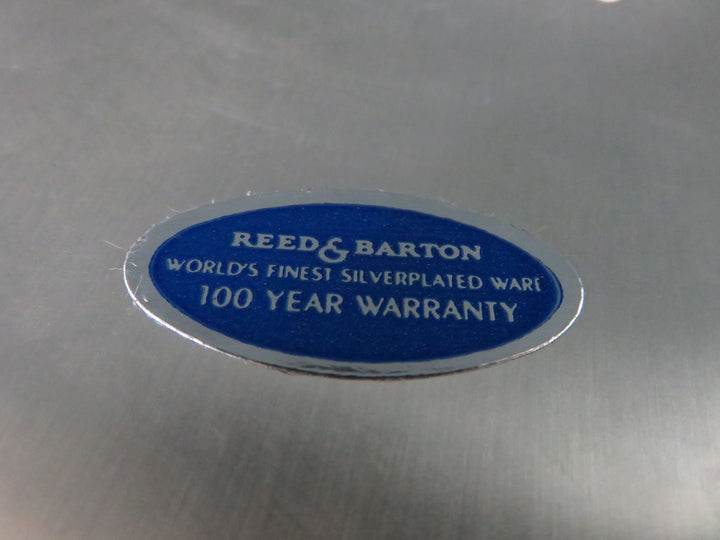 REED & BARTON
WORLD'S FINEST SILVERPLATED WARE
100 YEAR WARRANTY